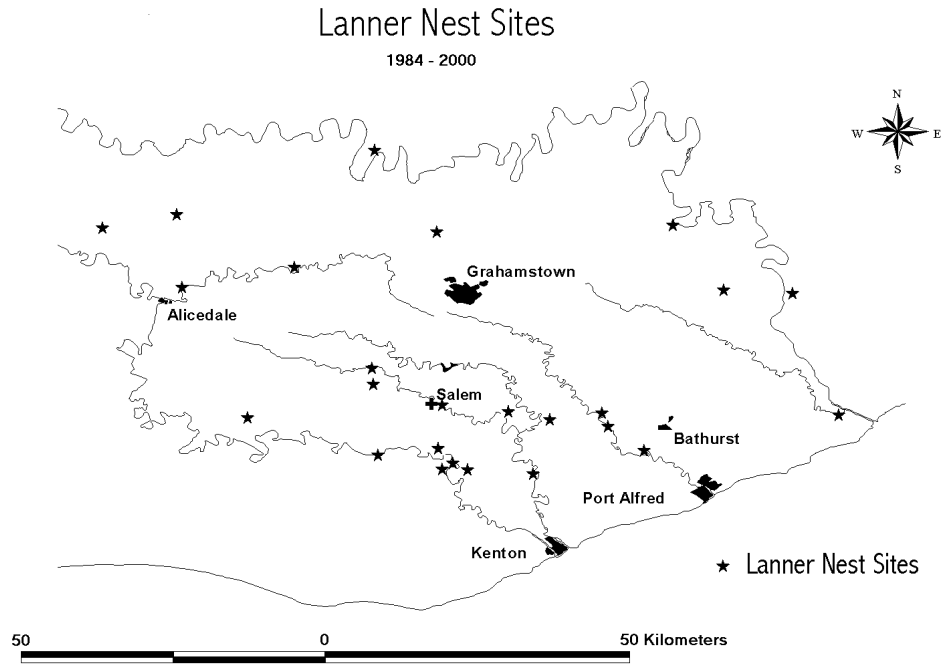 Lanner Nest Sites
1984 - 2000
N
W E
S
Grahamstown
Alicedale
Salem
Bathurst
Port Alfred
Kenton
Lanner Nest Sites
50 0 50 Kilometers